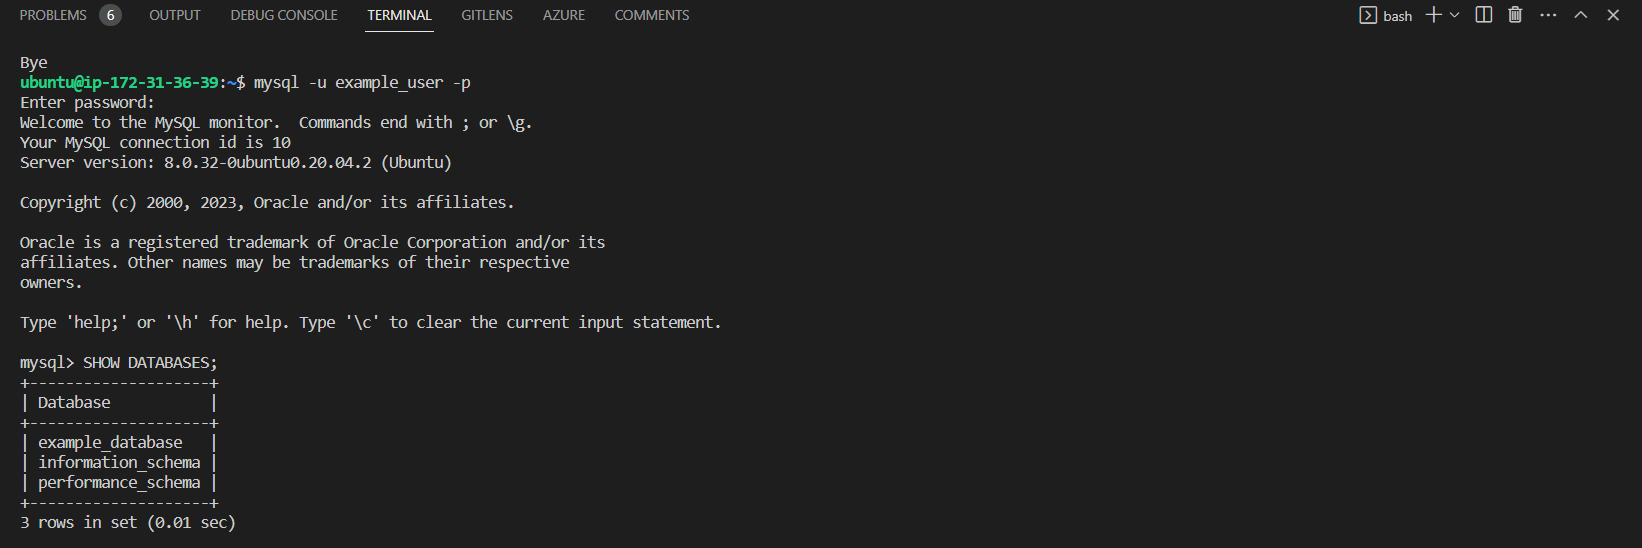 PROBLEMS 6 OUTPUT DEBUG CONSOLE TERMINAL GITLENS AZURE COMMENTS bash
Bye
ubuntu@ip-172-31-36-39:~$ mysql -u example_user -p
Enter password:
Welcome to the MySQL monitor.  Commands end with ; or \g.
Your MySQL connection id is 10
Server version: 8.0.32-0ubuntu0.20.04.2 (Ubuntu)

Copyright (c) 2000, 2023, Oracle and/or its affiliates.

Oracle is a registered trademark of Oracle Corporation and/or its
affiliates. Other names may be trademarks of their respective
owners.

Type 'help;' or '\h' for help. Type '\c' to clear the current input statement.

mysql> SHOW DATABASES;
+--------------------+
| Database           |
+--------------------+
| example_database   |
| information_schema |
| performance_schema |
+--------------------+
3 rows in set (0.01 sec)